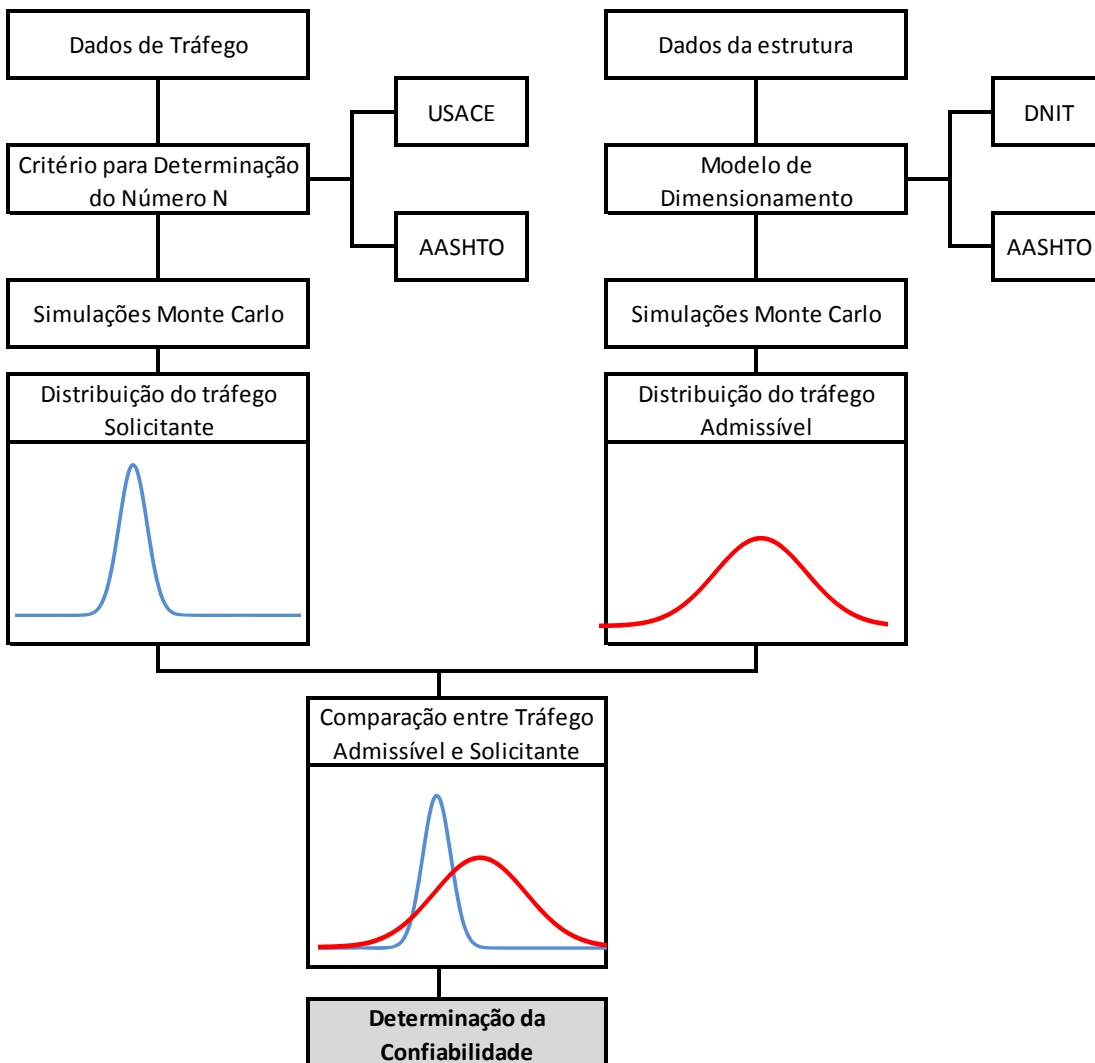 Dados de Tráfego
Dados da estrutura
USACE
DNIT
Critério para Determinação
do Número N
Modelo de
Dimensionamento
AASHTO
AASHTO
Simulações Monte Carlo
Simulações Monte Carlo
Distribuição do tráfego
Solicitante
Distribuição do tráfego
Admissível
Comparação entre Tráfego
Admissível e Solicitante
Determinação da
Confiabilidade